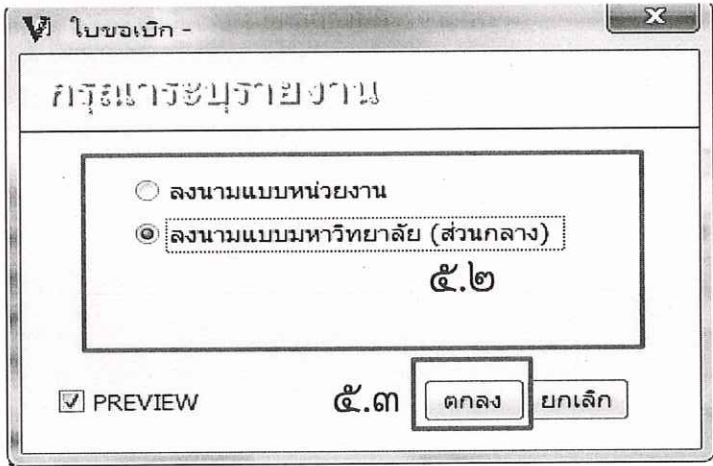 ใบขอเบิก -
กรุณาระบุรายงาน
ลงนามแบบหน่วยงาน
ลงนามแบบมหาวิทยาลัย (ส่วนกลาง)
๕.๒
PREVIEW ๕.๓ ตกลง ยกเลิก